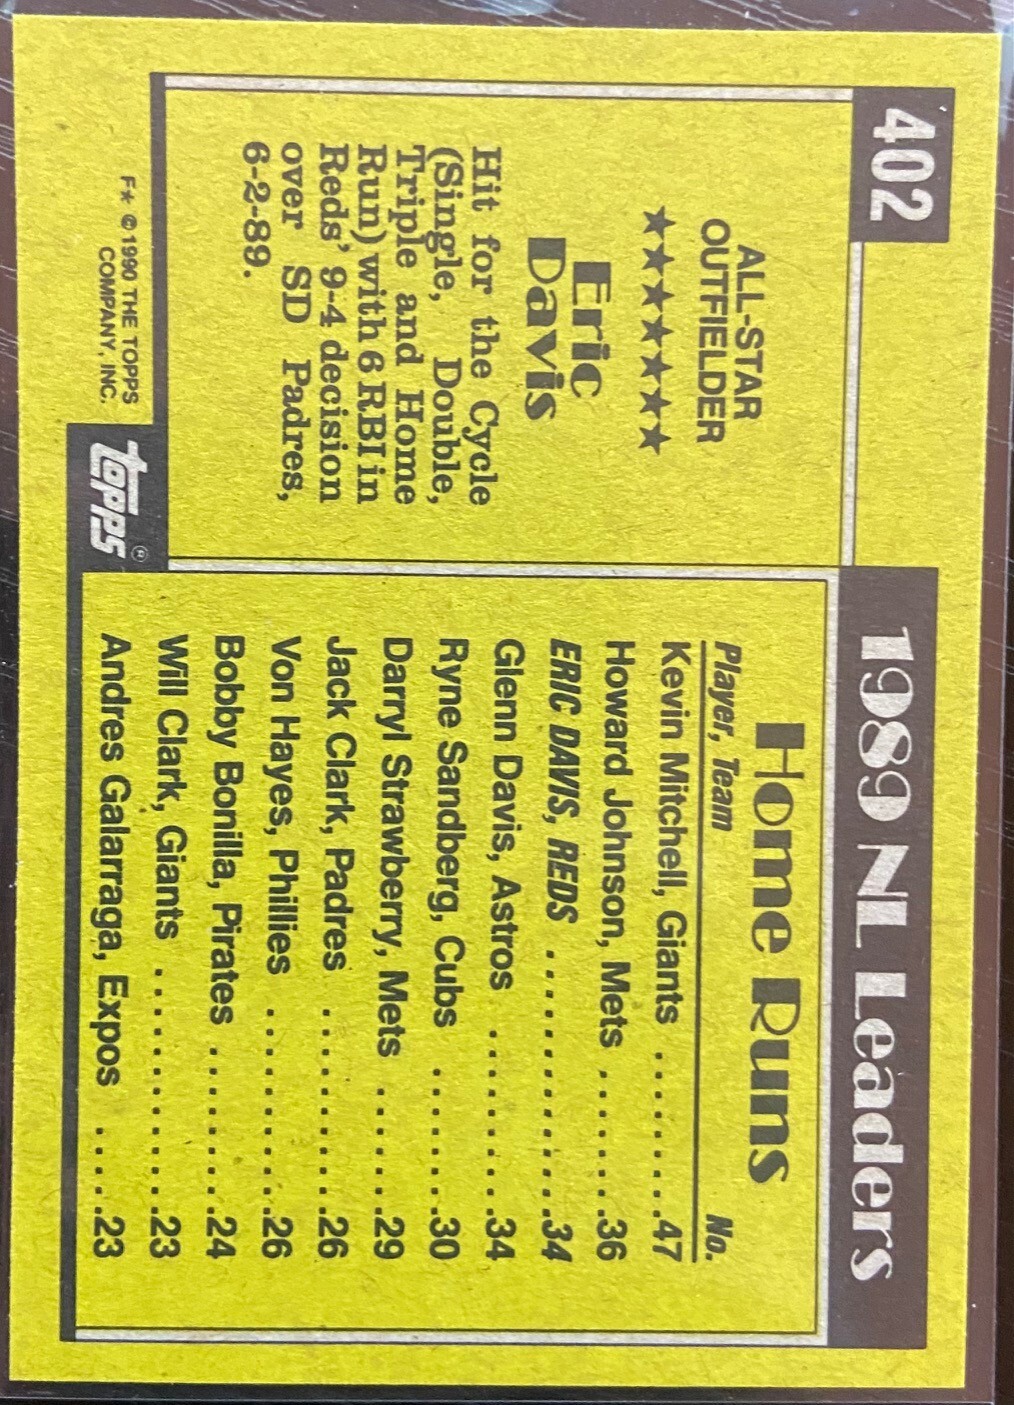 402
ALL-STAR
OUTFIELDER
★★★★★★
Eric
Davis
Hit for the Cycle
(Single, Double,
Triple and Home
Run) with 6 RBI in
Reds' 9-4 decision
over SD Padres,
6-2-89.
F★ ©1990 THE TOPPS
COMPANY, INC.
topps®
1989 NL Leaders
Home Runs
Player, Team No.
Kevin Mitchell, Giants .........47
Howard Johnson, Mets .......36
ERIC DAVIS, REDS ............34
Glenn Davis, Astros .........34
Ryne Sandberg, Cubs .......30
Darryl Strawberry, Mets ......29
Jack Clark, Padres .........26
Von Hayes, Phillies .........26
Bobby Bonilla, Pirates .......24
Will Clark, Giants ...........23
Andres Galarraga, Expos ....23